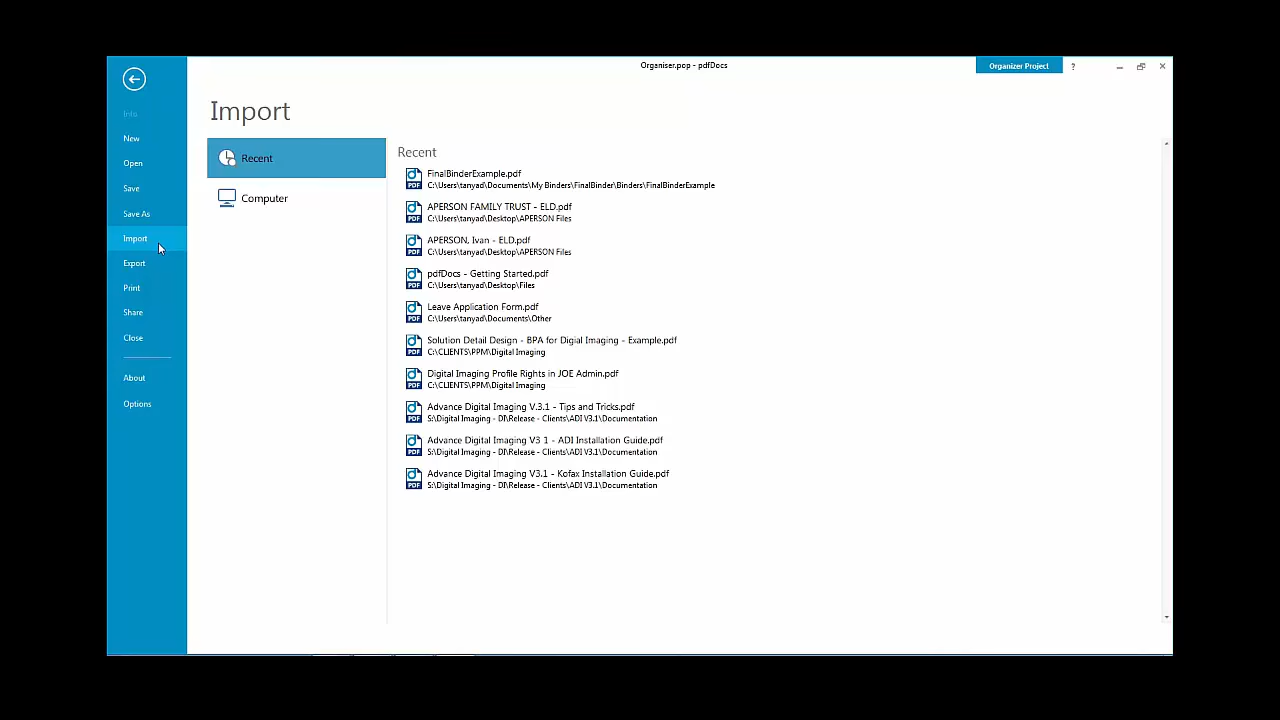 Organiser.pop - pdfDocs
Organizer Project
?
Info
New
Open
Save
Save As
Import
Export
Print
Share
Close
About
Options
Import
Recent
Computer
Recent
FinalBinderExample.pdf
C:\Users\tanyad\Documents\My Binders\FinalBinder\Binders\FinalBinderExample
APERSON FAMILY TRUST - ELD.pdf
C:\Users\tanyad\Desktop\APERSON Files
APERSON, Ivan - ELD.pdf
C:\Users\tanyad\Desktop\APERSON Files
pdfDocs - Getting Started.pdf
C:\Users\tanyad\Desktop\Files
Leave Application Form.pdf
C:\Users\tanyad\Documents\Other
Solution Detail Design - BPA for Digial Imaging - Example.pdf
C:\CLIENTS\PPM\Digital Imaging
Digital Imaging Profile Rights in JOE Admin.pdf
C:\CLIENTS\PPM\Digital Imaging
Advance Digital Imaging V.3.1 - Tips and Tricks.pdf
S:\Digital Imaging - DI\Release - Clients\ADI V3.1\Documentation
Advance Digital Imaging V3 1 - ADI Installation Guide.pdf
S:\Digital Imaging - DI\Release - Clients\ADI V3.1\Documentation
Advance Digital Imaging V3.1 - Kofax Installation Guide.pdf
S:\Digital Imaging - DI\Release - Clients\ADI V3.1\Documentation